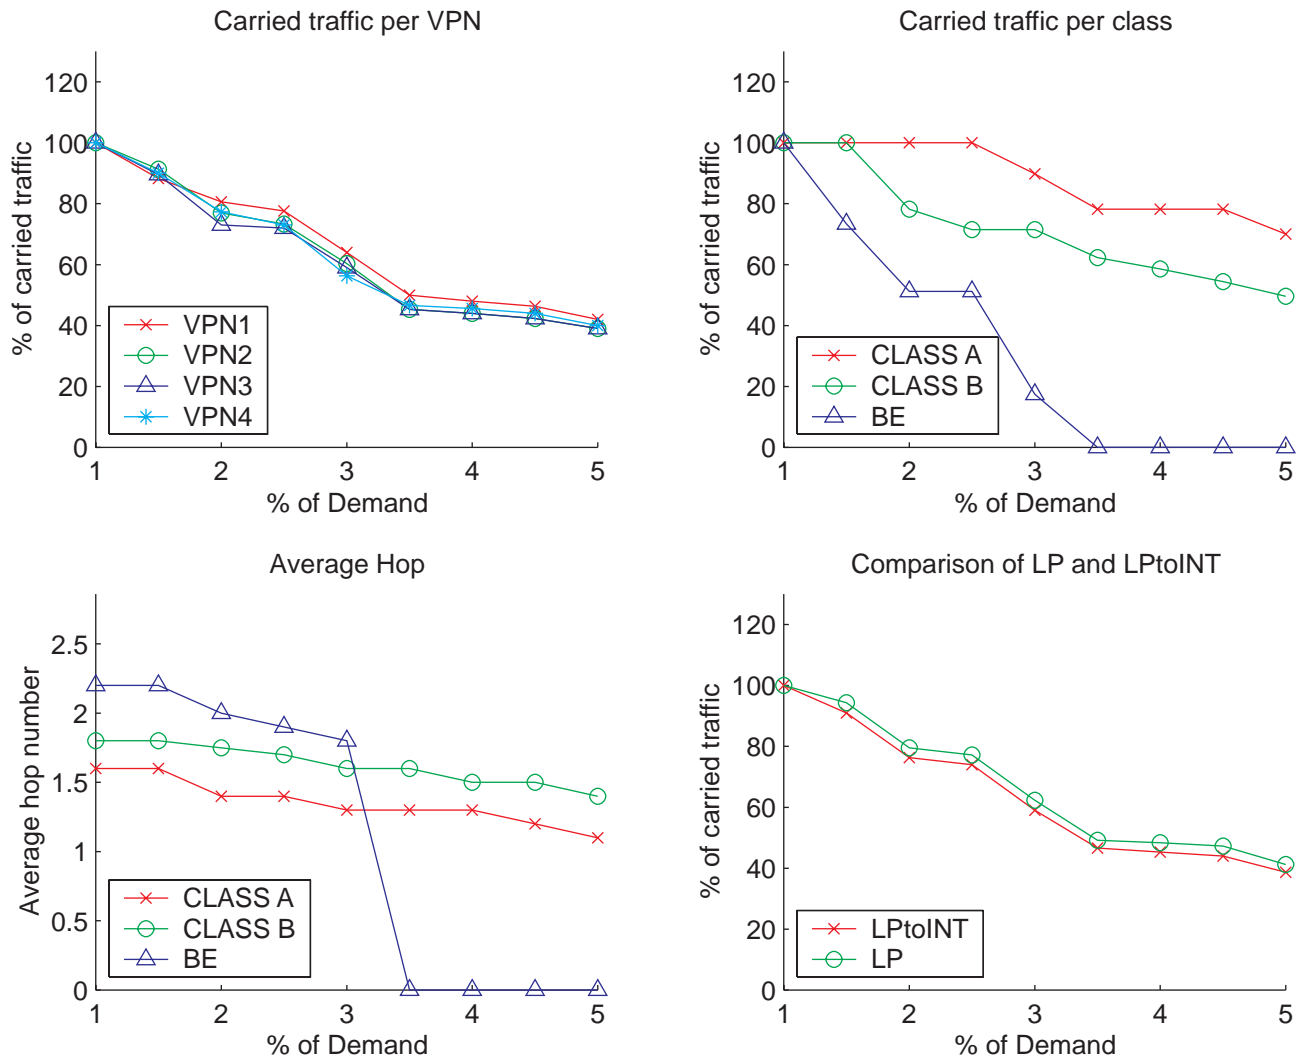 Carried traffic per VPN
120
100
80
60
40
20
0
% of carried traffic
VPN1
VPN2
VPN3
VPN4
1 2 3 4 5
% of Demand
Carried traffic per class
120
100
80
60
40
20
0
% of carried traffic
CLASS A
CLASS B
BE
1 2 3 4 5
% of Demand
Average Hop
2.5
2
1.5
1
0.5
0
Average hop number
CLASS A
CLASS B
BE
1 2 3 4 5
% of Demand
Comparison of LP and LPtoINT
120
100
80
60
40
20
0
% of carried traffic
LPtoINT
LP
1 2 3 4 5
% of Demand